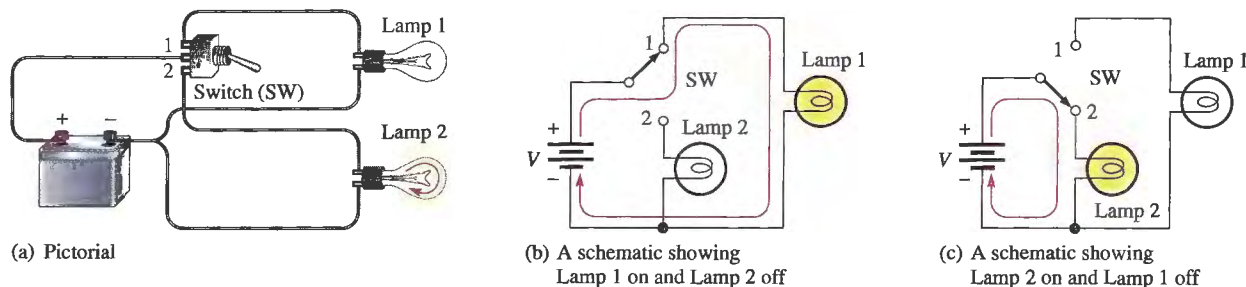 Lamp 1
1
2
Switch (SW)
+ −
Lamp 2
(a) Pictorial
1
SW
Lamp 1
2
Lamp 2
+
V
−
(b) A schematic showing
Lamp 1 on and Lamp 2 off
1
SW
Lamp 1
2
+
V
−
Lamp 2
(c) A schematic showing
Lamp 2 on and Lamp 1 off